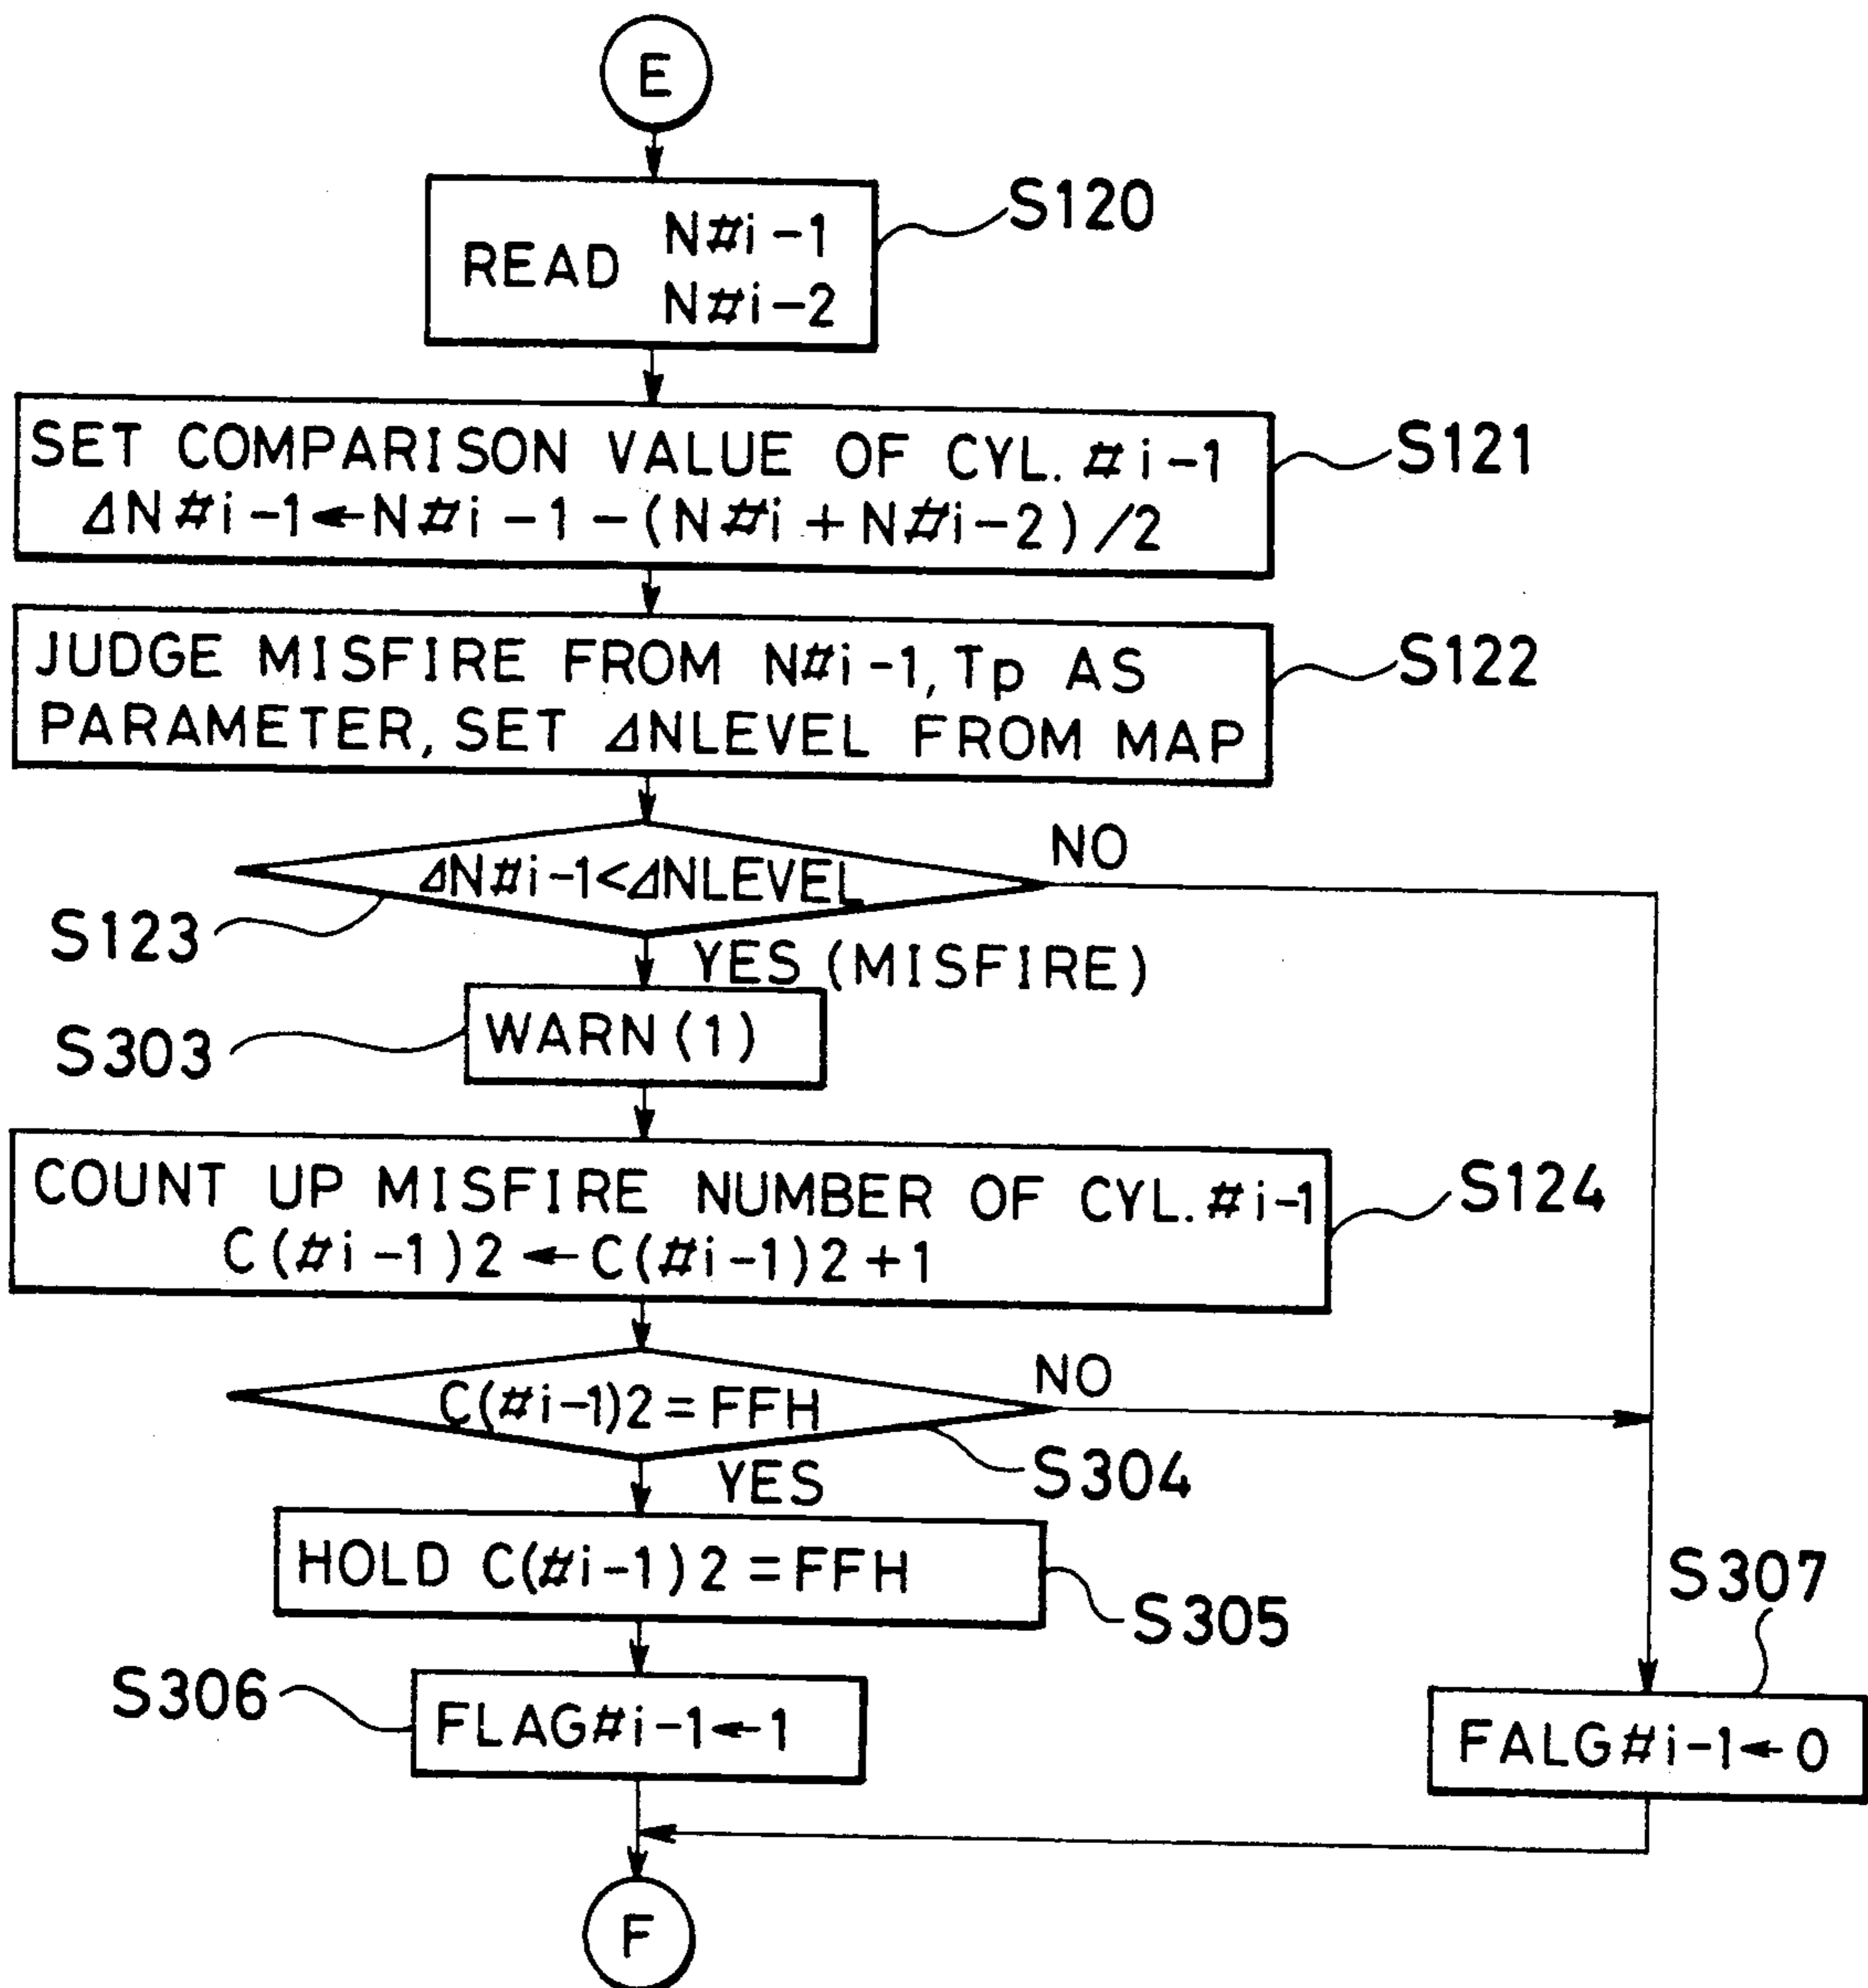 E
READ N#i-1
N#i-2
S120
SET COMPARISON VALUE OF CYL. #i-1
ΔN#i-1←N#i-1-(N#i+N#i-2)/2
S121
JUDGE MISFIRE FROM N#i-1, Tp AS
PARAMETER, SET ΔNLEVEL FROM MAP
S122
ΔN#i-1<ΔNLEVEL
NO
S123
YES (MISFIRE)
WARN(1)
S303
COUNT UP MISFIRE NUMBER OF CYL. #i-1
C(#i-1)2←C(#i-1)2+1
S124
C(#i-1)2=FFH
NO
S304
YES
HOLD C(#i-1)2=FFH
S305
S307
S306
FLAG#i-1←1
FALG#i-1←0
F